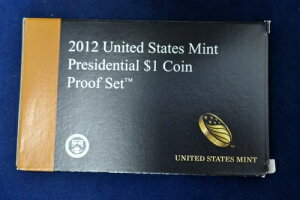 2012 United States Mint
Presidential $1 Coin
Proof Set™
UNITED STATES MINT